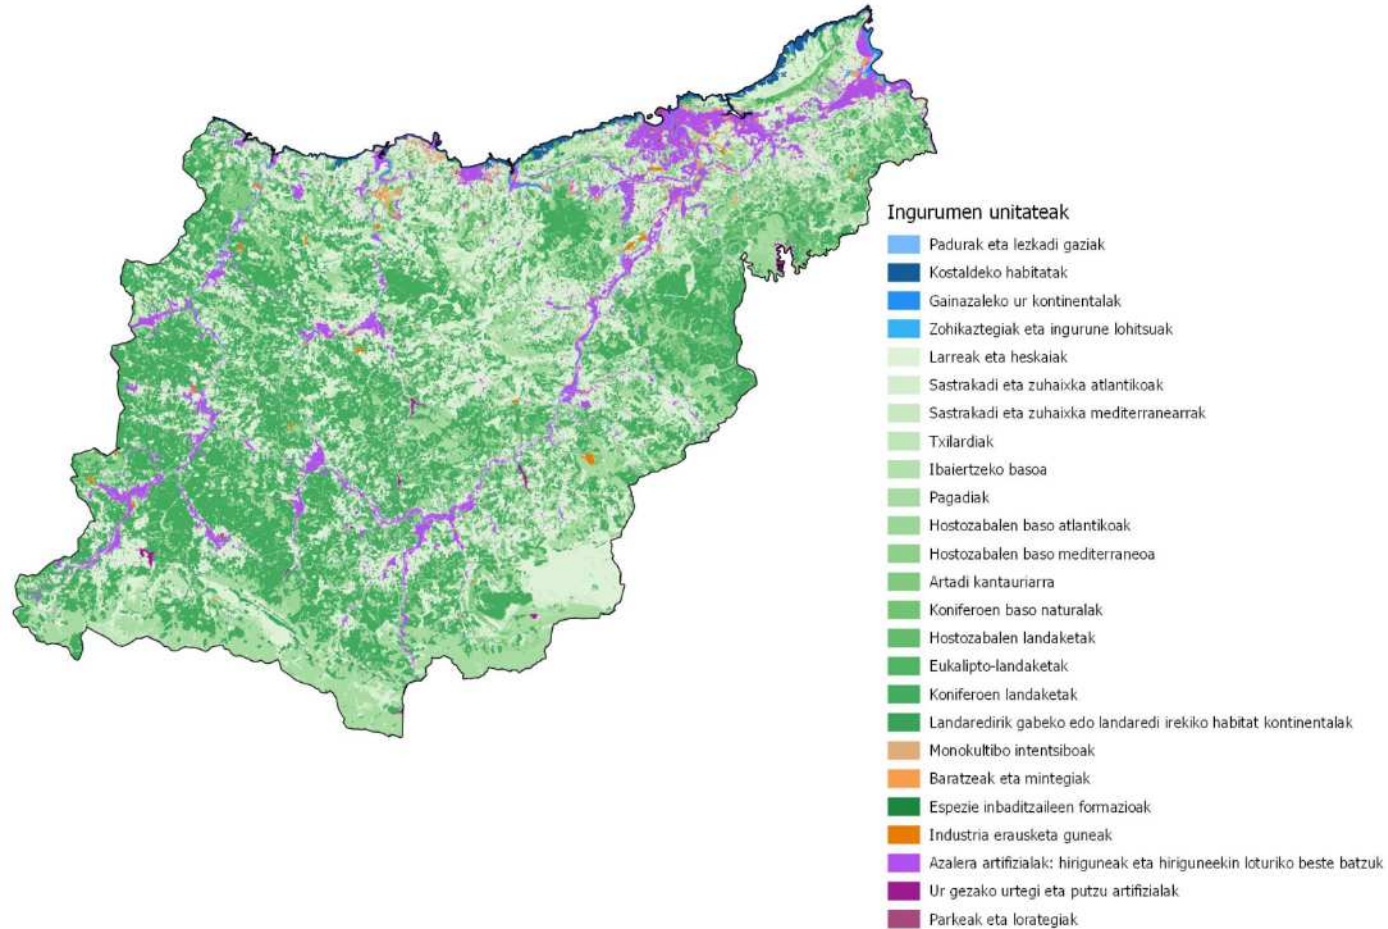 Ingurumen unitateak
Padurak eta lezkadi gaziak
Kostaldeko habitatak
Gainazaleko ur kontinentalak
Zohikaztegiak eta ingurune lohitsuak
Larreak eta heskaiak
Sastrakadi eta zuhaixka atlantikoak
Sastrakadi eta zuhaixka mediterranearrak
Txilardiak
Ibaiertzeko basoa
Pagadiak
Hostozabalen baso atlantikoak
Hostozabalen baso mediterraneoa
Artadi kantauriarra
Koniferoen baso naturalak
Hostozabalen landaketak
Eukalipto-landaketak
Koniferoen landaketak
Landaredirik gabeko edo landaredi irekiko habitat kontinentalak
Monokultibo intentsiboak
Baratzeak eta mintegiak
Espezie inbaditzaileen formazioak
Industria erausketa guneak
Azalera artifizialak: hiriguneak eta hiriguneekin loturiko beste batzuk
Ur gezako urtegi eta putzu artifizialak
Parkeak eta lorategiak